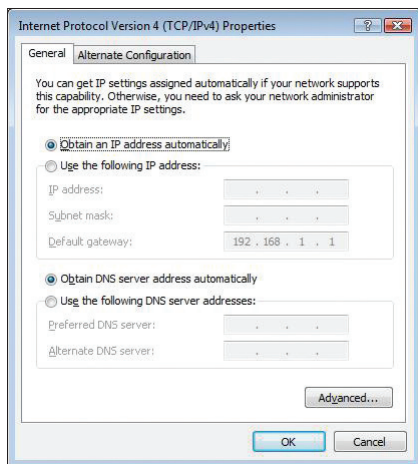 Internet Protocol Version 4 (TCP/IPv4) Properties
General
Alternate Configuration
You can get IP settings assigned automatically if your network supports
this capability. Otherwise, you need to ask your network administrator
for the appropriate IP settings.
Obtain an IP address automatically
Use the following IP address:
IP address:
Subnet mask:
Default gateway: 192 . 168 . 1 . 1
Obtain DNS server address automatically
Use the following DNS server addresses:
Preferred DNS server:
Alternate DNS server:
Advanced...
OK
Cancel